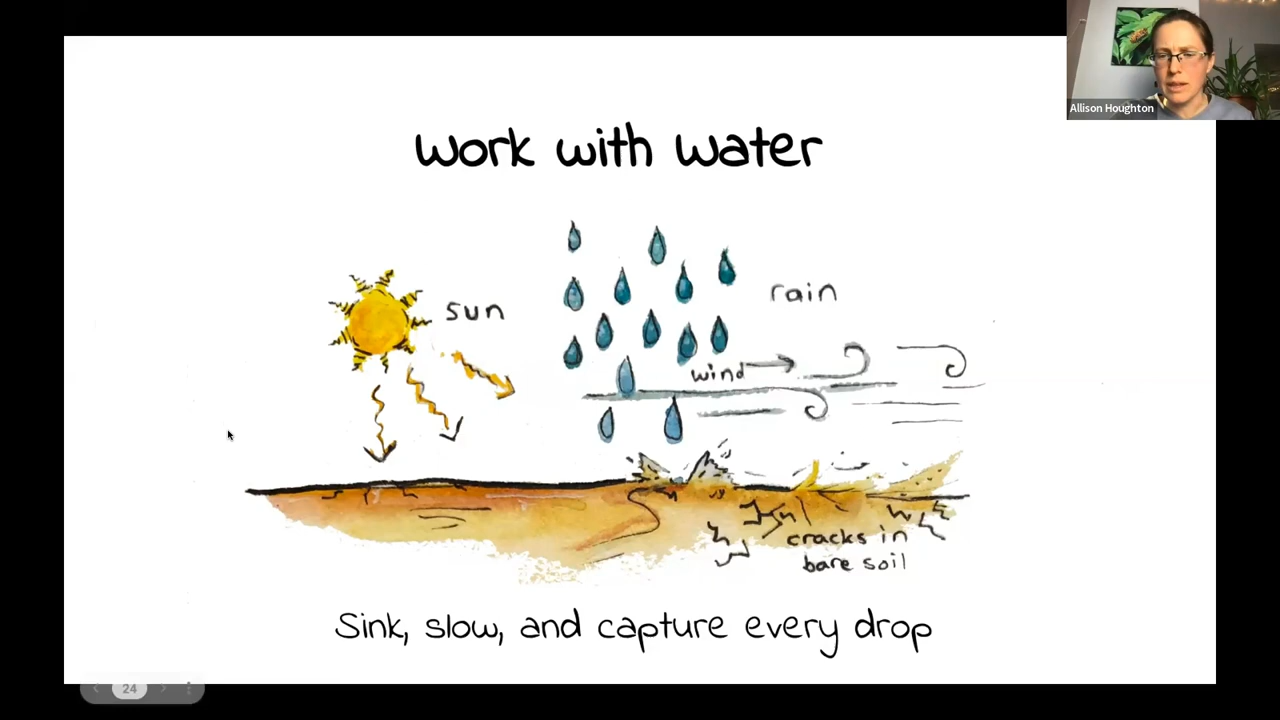 Allison Houghton
Work with Water
sun
rain
wind
cracks in
bare soil
Sink, slow, and capture every drop
24